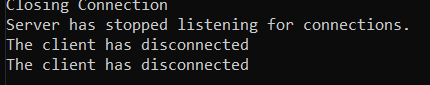 Closing Connection
Server has stopped listening for connections.
The client has disconnected
The client has disconnected